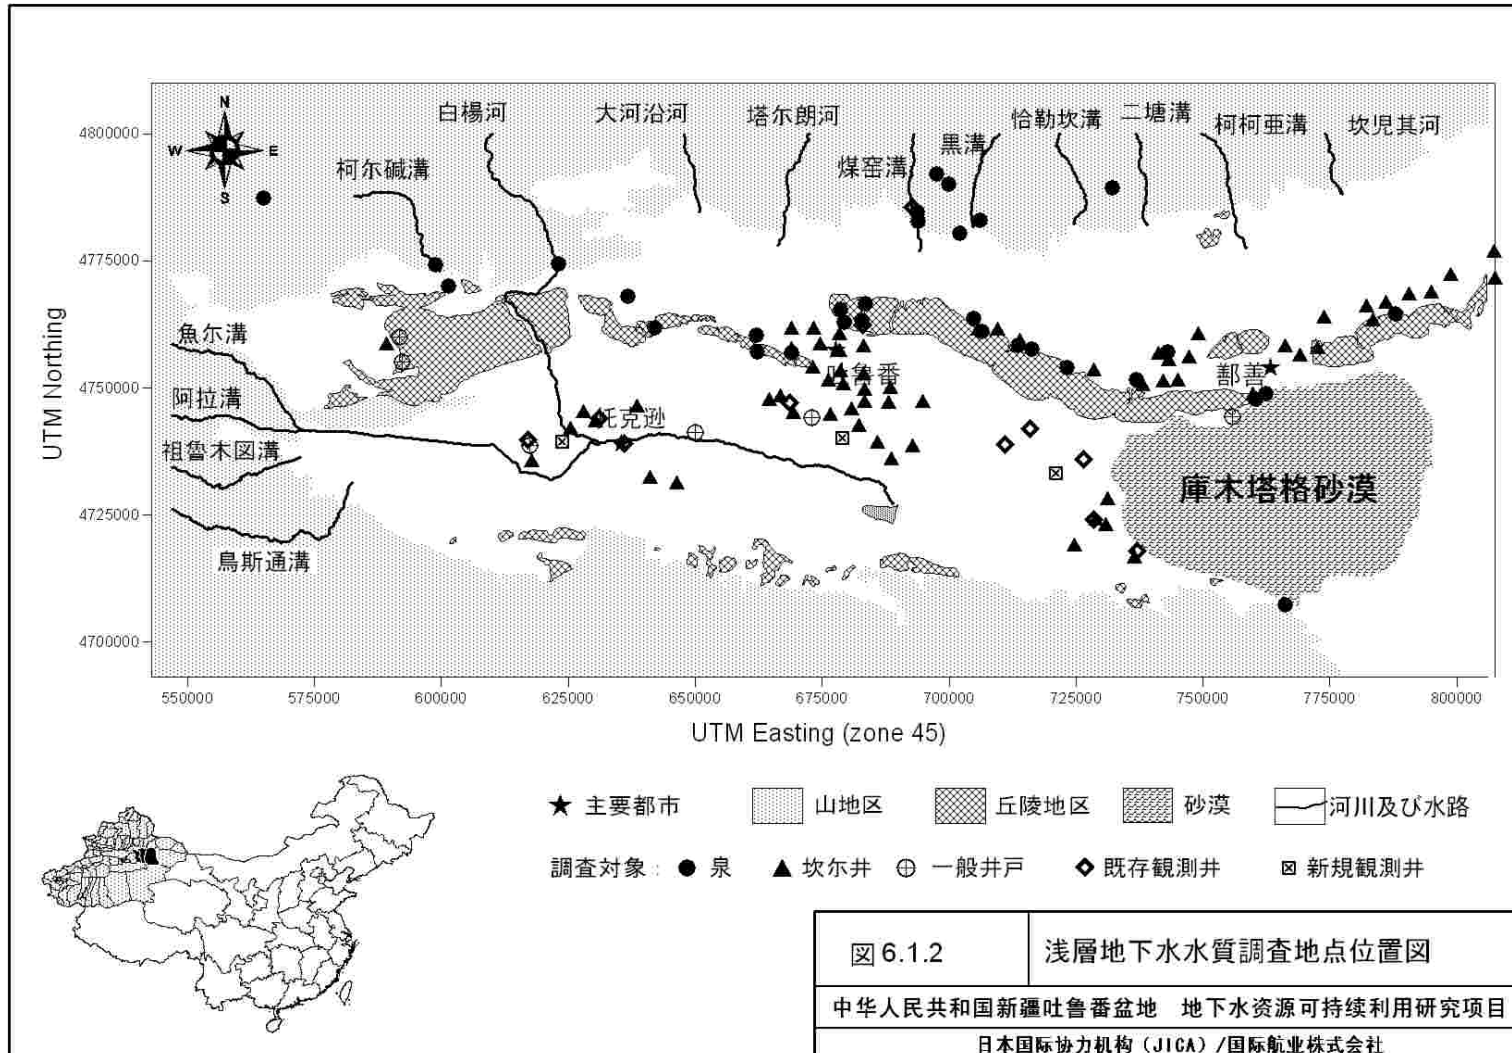 白楊河
大河沿河
塔尔朗河
恰勒坎溝
二塘溝
柯柯亜溝
坎児其河
黒溝
煤窑溝
柯尔碱溝
N
W
E
S
4800000
4775000
4750000
4725000
4700000
UTM Northing
魚尔溝
阿拉溝
祖魯木図溝
鳥斯通溝
吐魯番
鄯善
托克遜
庫木塔格砂漠
550000
575000
600000
625000
650000
675000
700000
725000
750000
775000
800000
UTM Easting (zone 45)
主要都市
山地区
丘陵地区
砂漠
河川及び水路
調査対象：
泉
坎尔井
一般井戸
既存観測井
新規観測井
図 6.1.2
浅層地下水水質調査地点位置図
中华人民共和国新疆吐鲁番盆地 地下水资源可持续利用研究项目
日本国际协力机构（JICA）/国际航业株式会社